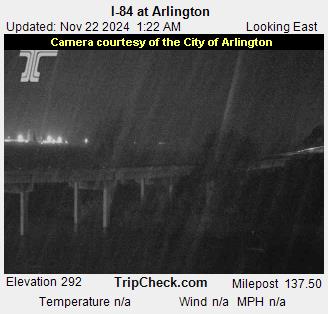 I-84 at Arlington
Updated: Nov 22 2024 1:22 AM Looking East
Camera courtesy of the City of Arlington
Elevation 292 TripCheck.com Milepost 137.50
Temperature n/a Wind n/a MPH n/a